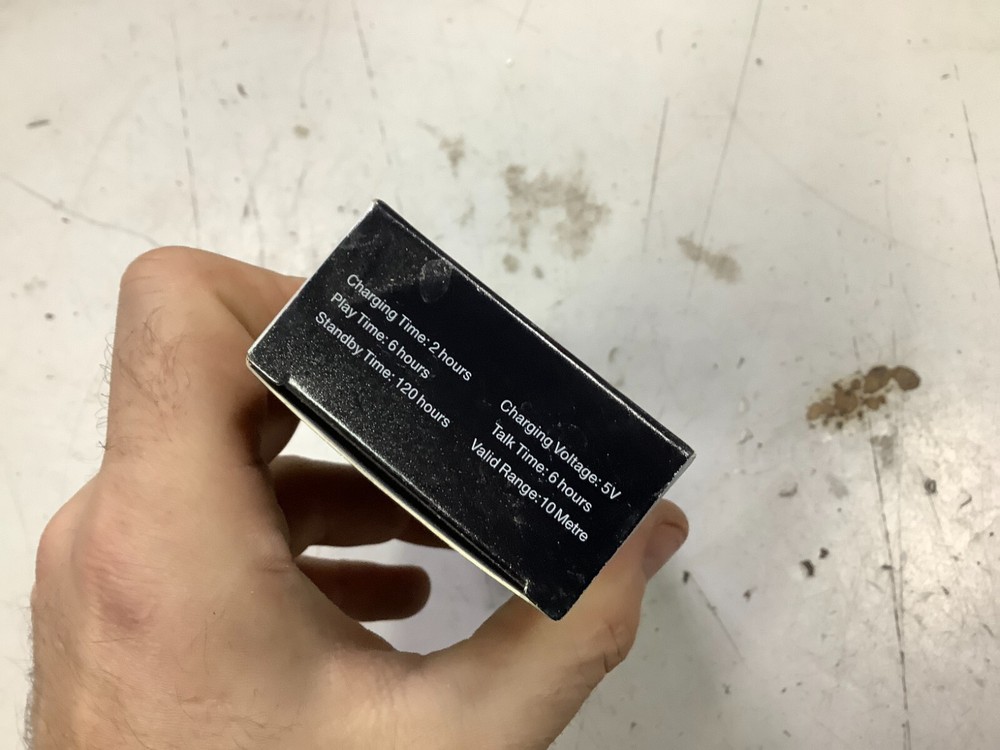 Charging Time: 2 hours
Play Time: 6 hours
Standby Time: 120 hours
Charging Voltage: 5V
Talk Time: 6 hours
Valid Range:10 Metre